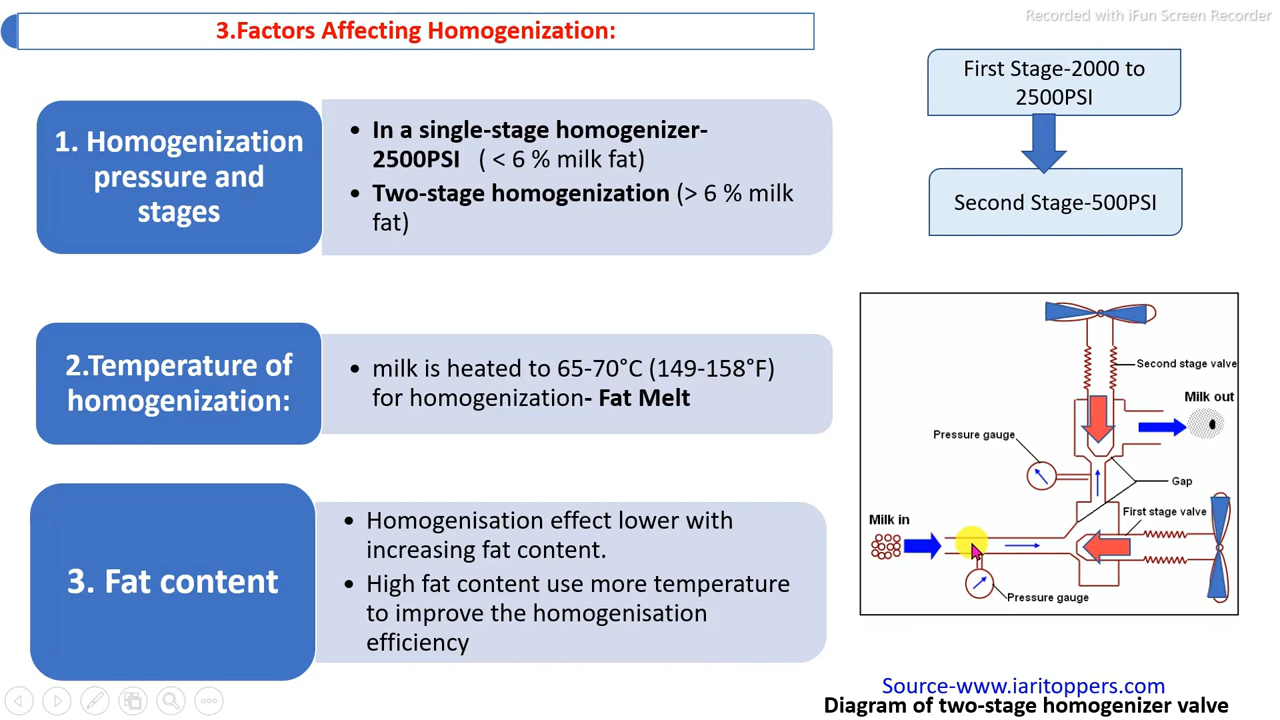 Recorded with iFun Screen Recorder
3.Factors Affecting Homogenization:
1. Homogenization
pressure and
stages
• In a single-stage homogenizer-
2500PSI ( < 6 % milk fat)
• Two-stage homogenization (> 6 % milk
fat)
First Stage-2000 to
2500PSI
Second Stage-500PSI
2.Temperature of
homogenization:
• milk is heated to 65-70°C (149-158°F)
for homogenization- Fat Melt
3. Fat content
• Homogenisation effect lower with
increasing fat content.
• High fat content use more temperature
to improve the homogenisation
efficiency
Second stage valve
Milk out
Pressure gauge
Gap
First stage valve
Milk in
Pressure gauge
Source-www.iaritoppers.com
Diagram of two-stage homogenizer valve